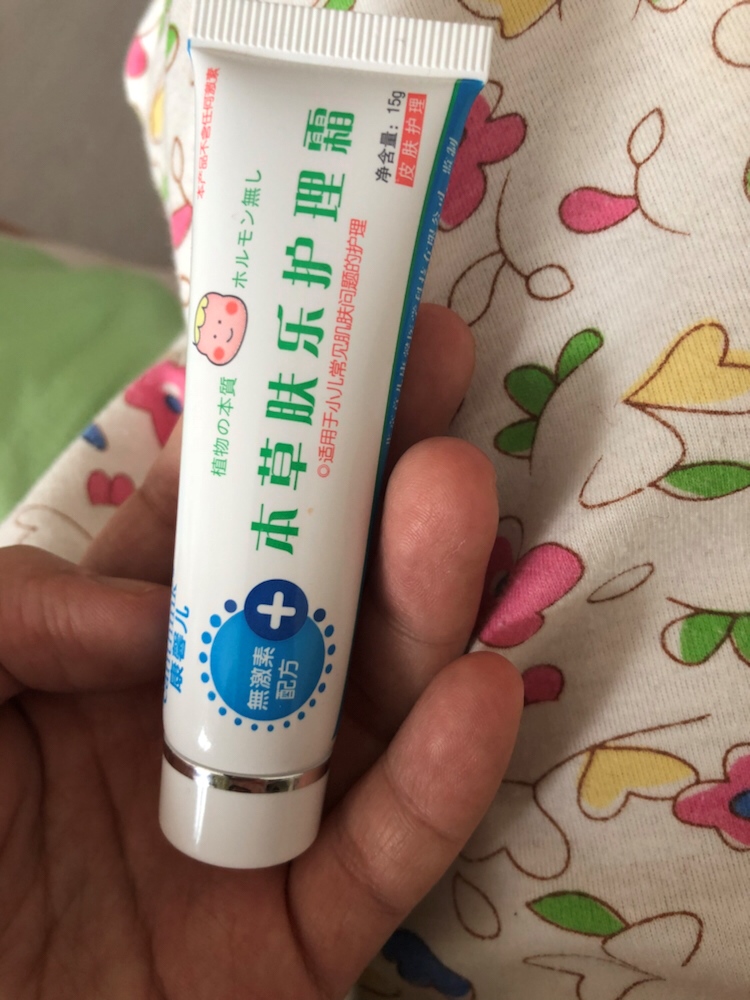 本产品不含任何激素
植物の本質 ホルモン無し
本草肤乐护理霜
◎适用于小儿常见肌肤问题的护理
净含量：15g
皮肤护理
無激素
配方